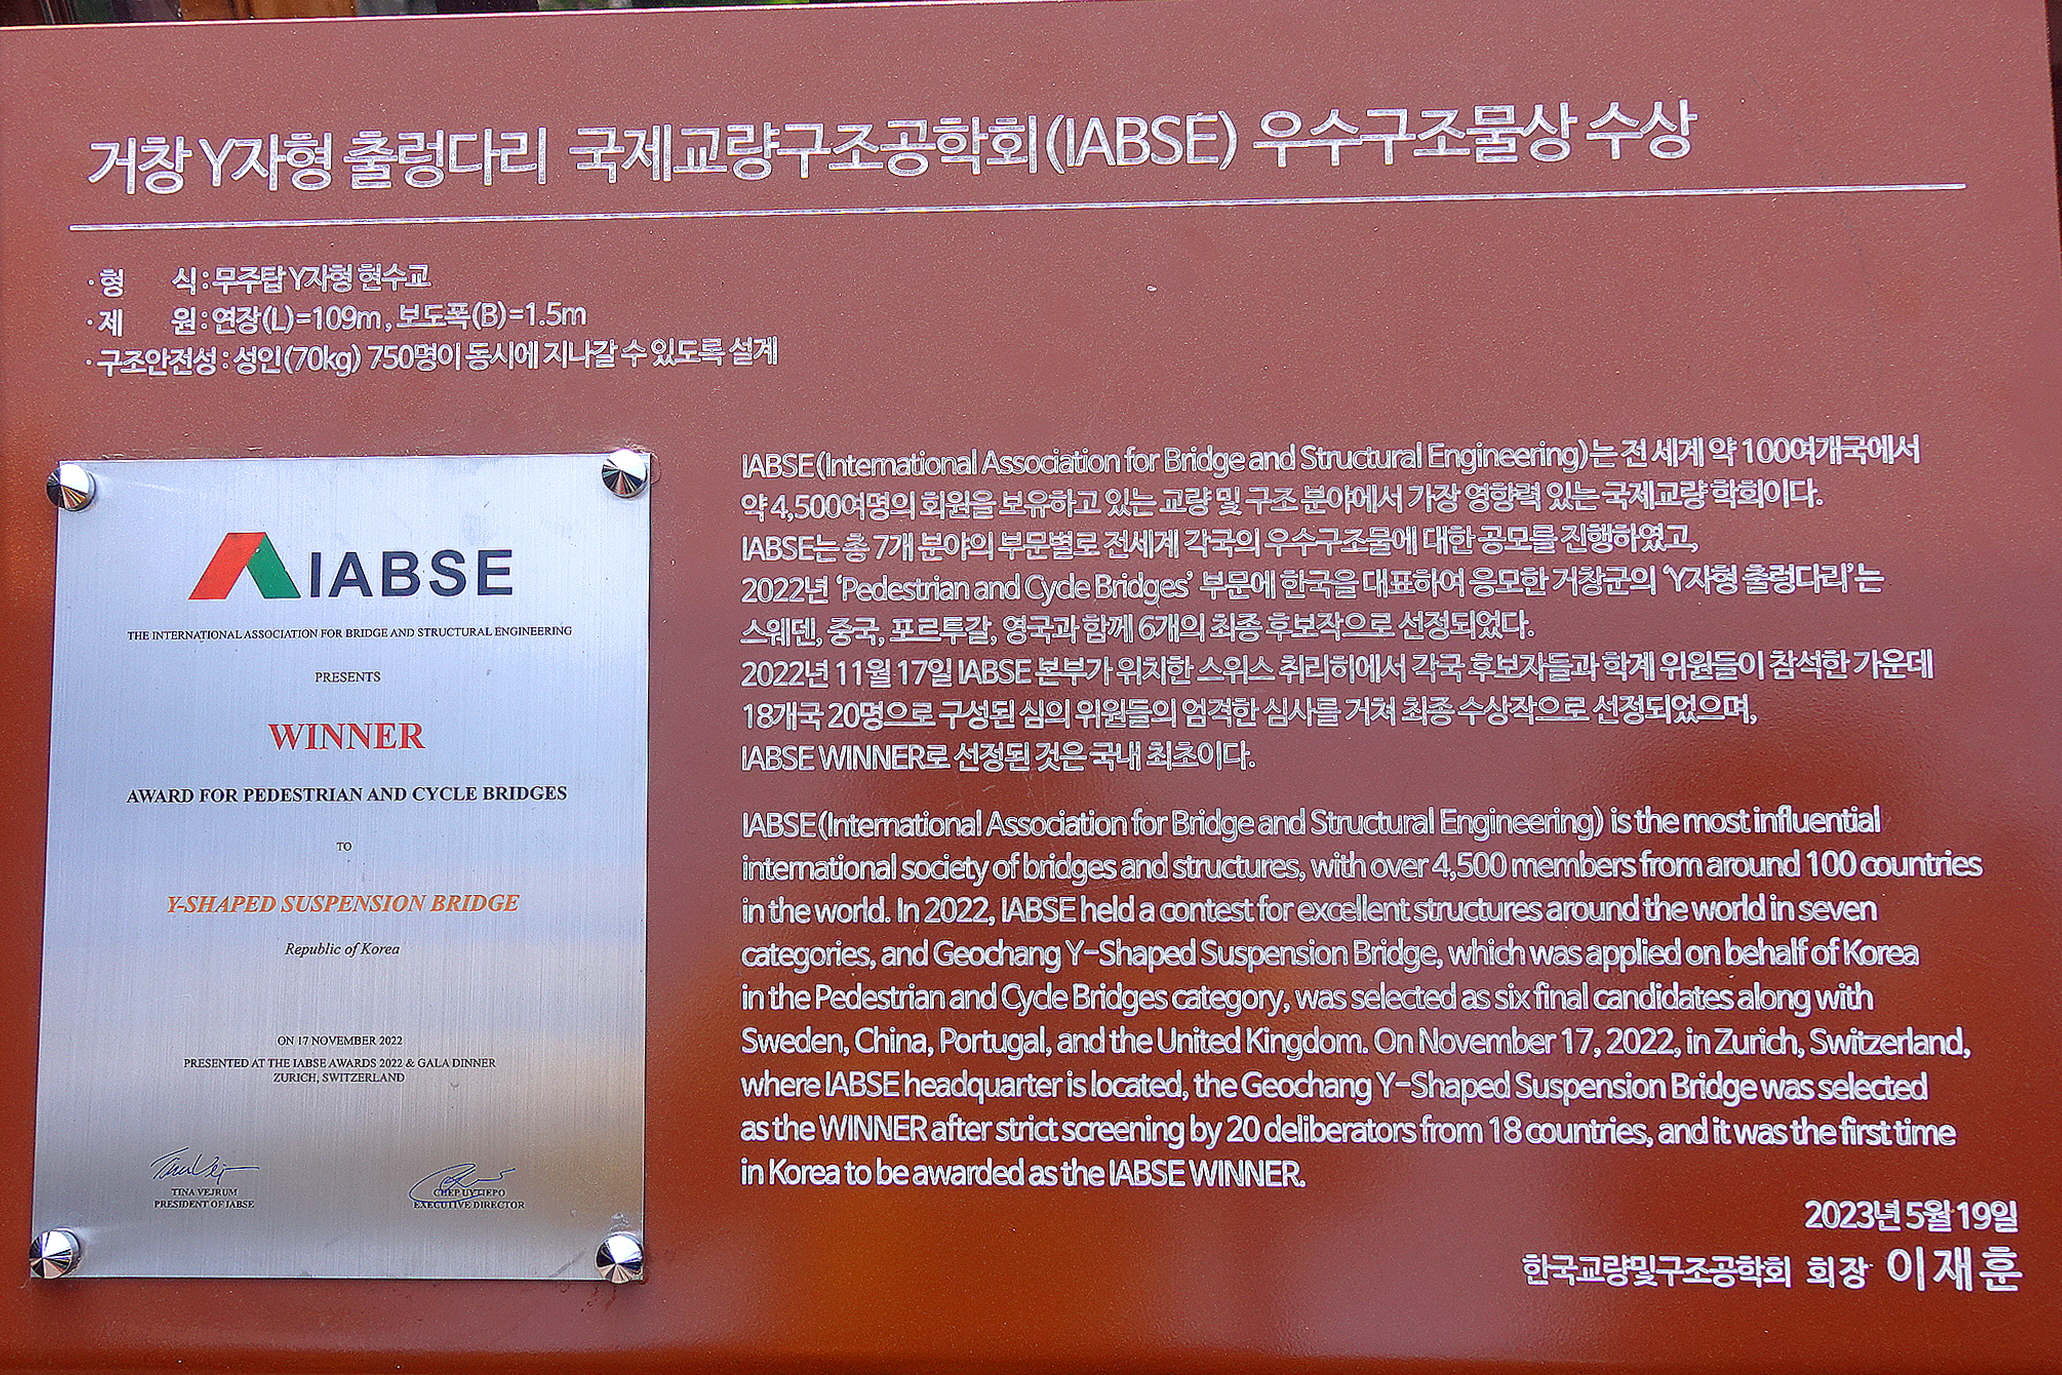 거창 Y자형 출렁다리 국제교량구조공학회(IABSE) 우수구조물상 수상
· 형 식 : 무주탑 Y자형 현수교
· 제 원 : 연장(L)=109m, 보도폭(B)=1.5m
· 구조안전성 : 성인(70kg) 750명이 동시에 지나갈 수 있도록 설계
IABSE
THE INTERNATIONAL ASSOCIATION FOR BRIDGE AND STRUCTURAL ENGINEERING
PRESENTS
WINNER
AWARD FOR PEDESTRIAN AND CYCLE BRIDGES
TO
Y-SHAPED SUSPENSION BRIDGE
Republic of Korea
ON 17 NOVEMBER 2022
PRESENTED AT THE IABSE AWARDS 2022 & GALA DINNER
ZURICH, SWITZERLAND
TINA VEJRUM
PRESIDENT OF IABSE
CHEP UYTIEPO
EXECUTIVE DIRECTOR
IABSE(International Association for Bridge and Structural Engineering)는 전 세계 약 100여개국에서
약 4,500여명의 회원을 보유하고 있는 교량 및 구조 분야에서 가장 영향력 있는 국제교량 학회이다.
IABSE는 총 7개 분야의 부문별로 전세계 각국의 우수구조물에 대한 공모를 진행하였고,
2022년 ‘Pedestrian and Cycle Bridges’ 부문에 한국을 대표하여 응모한 거창군의 ‘Y자형 출렁다리’는
스웨덴, 중국, 포르투갈, 영국과 함께 6개의 최종 후보작으로 선정되었다.
2022년 11월 17일 IABSE 본부가 위치한 스위스 취리히에서 각국 후보자들과 학계 위원들이 참석한 가운데
18개국 20명으로 구성된 심의 위원들의 엄격한 심사를 거쳐 최종 수상작으로 선정되었으며,
IABSE WINNER로 선정된 것은 국내 최초이다.
IABSE(International Association for Bridge and Structural Engineering) is the most influential
international society of bridges and structures, with over 4,500 members from around 100 countries
in the world. In 2022, IABSE held a contest for excellent structures around the world in seven
categories, and Geochang Y-Shaped Suspension Bridge, which was applied on behalf of Korea
in the Pedestrian and Cycle Bridges category, was selected as six final candidates along with
Sweden, China, Portugal, and the United Kingdom. On November 17, 2022, in Zurich, Switzerland,
where IABSE headquarter is located, the Geochang Y-Shaped Suspension Bridge was selected
as the WINNER after strict screening by 20 deliberators from 18 countries, and it was the first time
in Korea to be awarded as the IABSE WINNER.
2023년 5월 19일
한국교량및구조공학회 회장 이재훈